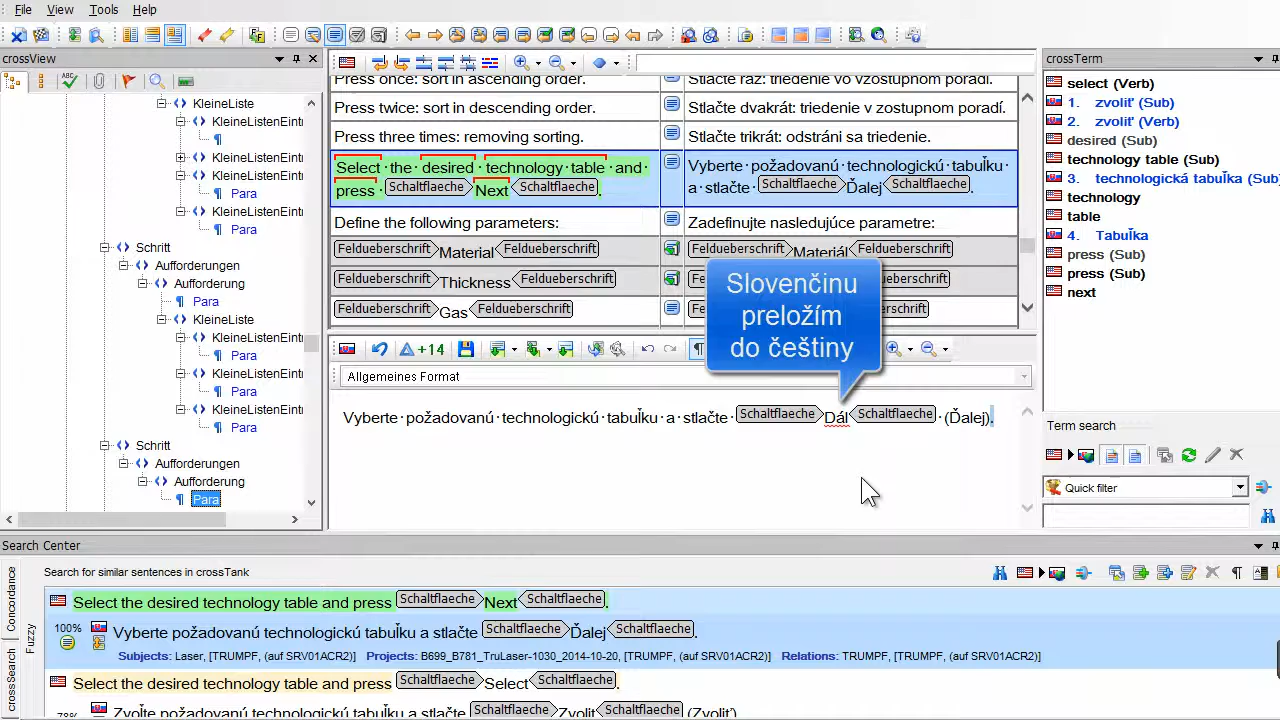 File View Tools Help
crossView
KleineListe
KleineListenEintr
KleineListenEintr
KleineListenEintr
Para
KleineListenEintr
Para
Schritt
Aufforderungen
Aufforderung
Para
KleineListe
KleineListenEintr
Para
KleineListenEintr
Para
KleineListenEintr
Para
Schritt
Aufforderungen
Aufforderung
Para
Press once: sort in ascending order. Stlačte raz: triedenie vo vzostupnom poradí.
Press twice: sort in descending order. Stlačte dvakrát: triedenie v zostupnom poradí.
Press three times: removing sorting. Stlačte trikrát: odstráni sa triedenie.
Select·the·desired·technology·table·and· Vyberte·požadovanú·technologickú·tabuľku·
press·Schaltflaeche Next Schaltflaeche. a·stlačte·Schaltflaeche Ďalej Schaltflaeche.
Define the following parameters: Zadefinujte nasledujúce parametre:
Feldueberschrift Material Feldueberschrift Feldueberschrift Materiál Feldueberschrift
Feldueberschrift Thickness Feldueberschrift
Feldueberschrift Gas Feldueberschrift
Slovenčinu
preložím
do češtiny
+14
Allgemeines Format
Vyberte·požadovanú·technologickú·tabuľku·a·stlačte·Schaltflaeche Dál Schaltflaeche·(Ďalej).
crossTerm
select (Verb)
1. zvoliť (Sub)
2. zvoliť (Verb)
desired (Sub)
technology table (Sub)
3. technologická tabuľka (Sub)
technology
table
4. Tabuľka
press (Sub)
press (Sub)
next
Term search
Quick filter
Search Center
Concordance
Fuzzy
crossSearch
Search for similar sentences in crossTank
Select the desired technology table and press Schaltflaeche Next Schaltflaeche.
100% Vyberte požadovanú technologickú tabuľku a stlačte Schaltflaeche Ďalej Schaltflaeche.
Subjects: Laser, [TRUMPF, (auf SRV01ACR2)] Projects: B699_B781_TruLaser-1030_2014-10-20, [TRUMPF, (auf SRV01ACR2)] Relations: TRUMPF, [TRUMPF, (auf SRV01ACR2)]
Select the desired technology table and press Schaltflaeche Select Schaltflaeche.
78% Zvoľte požadovanú technologickú tabuľku a stlačte Schaltflaeche Zvoliť Schaltflaeche (Zvoliť)